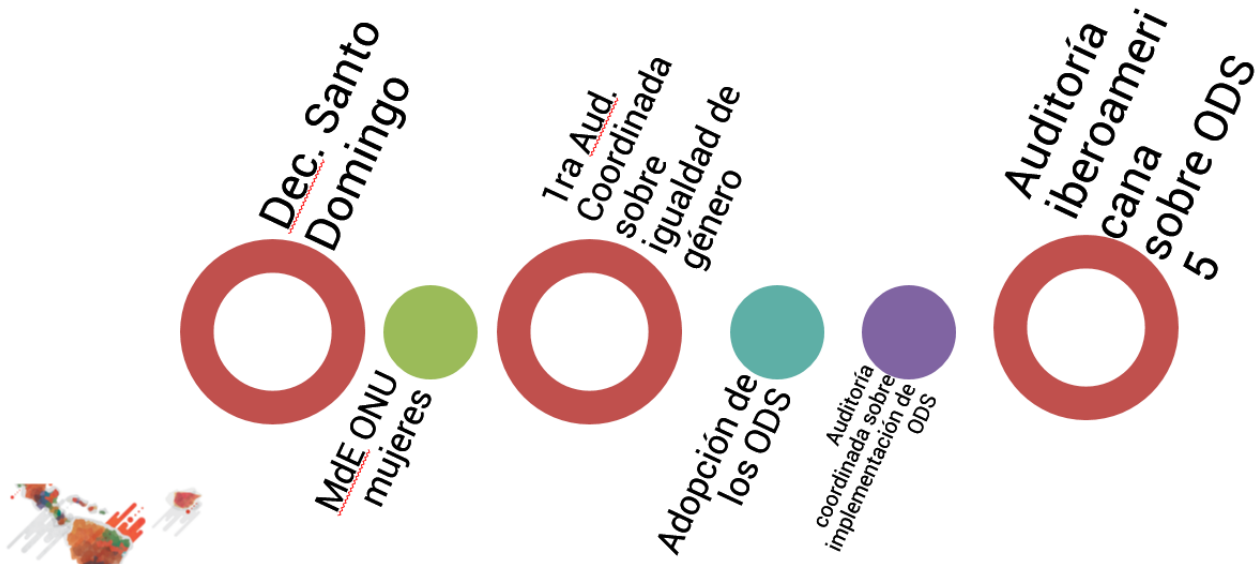 Dec. Santo
Domingo
MdE ONU
mujeres
1ra Aud.
Coordinada
sobre
igualdad de
género
Adopción de
los ODS
Auditoría
coordinada sobre
implementación de
ODS
Auditoría
iberoameri
cana
sobre ODS
5